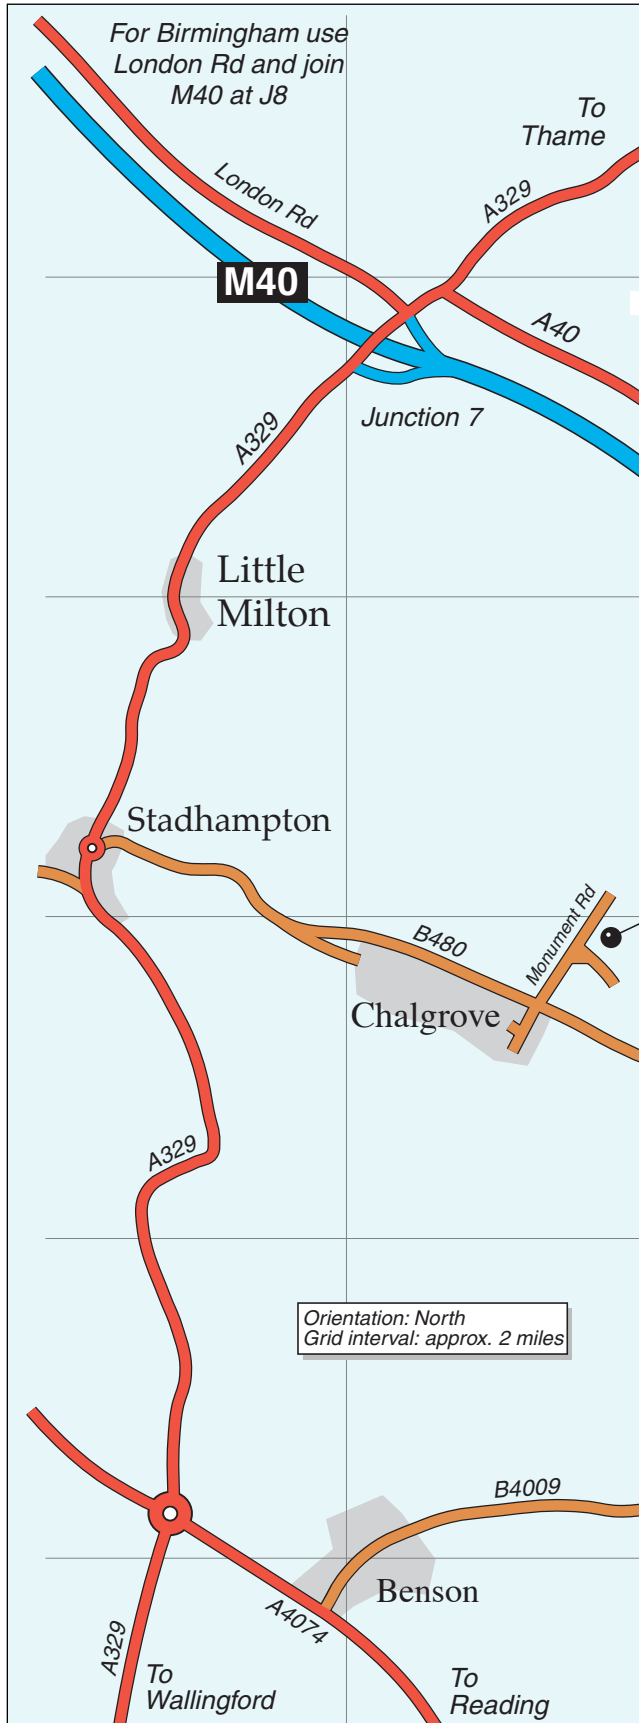 For Birmingham use
London Rd and join
M40 at J8
To
Thame
London Rd
A329
M40
A40
A329
Junction 7
Little
Milton
Stadhampton
Monument Rd
B480
Chalgrove
A329
Orientation: North
Grid interval: approx. 2 miles
B4009
Benson
A4074
A329
To
Wallingford
To
Reading